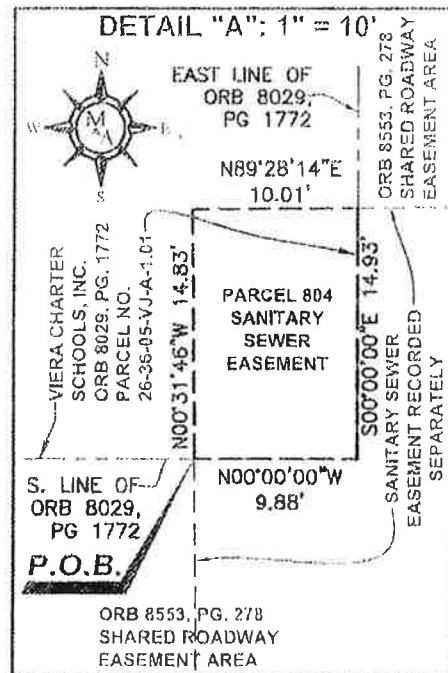 DETAIL "A": 1" = 10'
N
W
E
S
M
A
EAST LINE OF
ORB 8029,
PG 1772
ORB 8553, PG. 278
SHARED ROADWAY
EASEMENT AREA
N89°28'14"E
10.01'
VIERA CHARTER
SCHOOLS, INC.
ORB 8029, PG. 1772
PARCEL NO.
26-36-05-VJ-A-1.01
N00°31'46"W 14.83'
PARCEL 804
SANITARY
SEWER
EASEMENT
S00°00'00"E 14.93'
SANITARY SEWER
EASEMENT RECORDED
SEPARATELY
S. LINE OF
ORB 8029,
PG 1772
N00°00'00"W
9.88'
P.O.B.
ORB 8553, PG. 278
SHARED ROADWAY
EASEMENT AREA